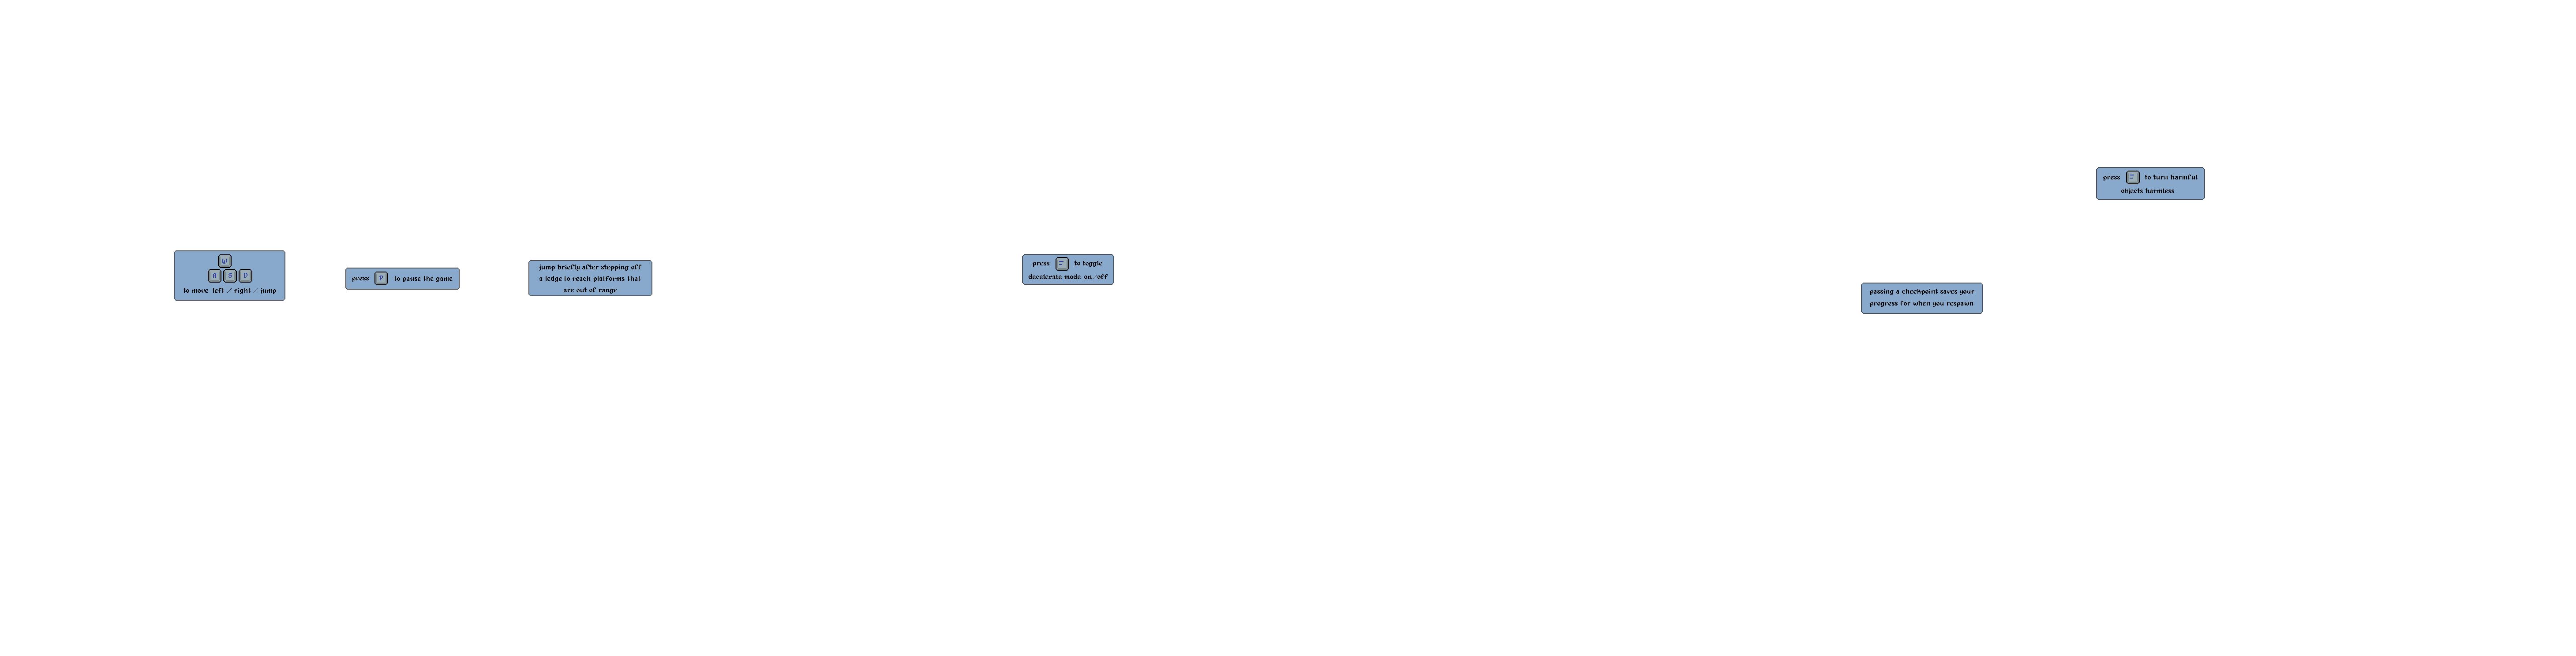 W
A S D
to move left / right / jump
press P to pause the game
jump briefly after stepping off
a ledge to reach platforms that
are out of range
press to toggle
decelerate mode on/off
passing a checkpoint saves your
progress for when you respawn
press to turn harmful
objects harmless